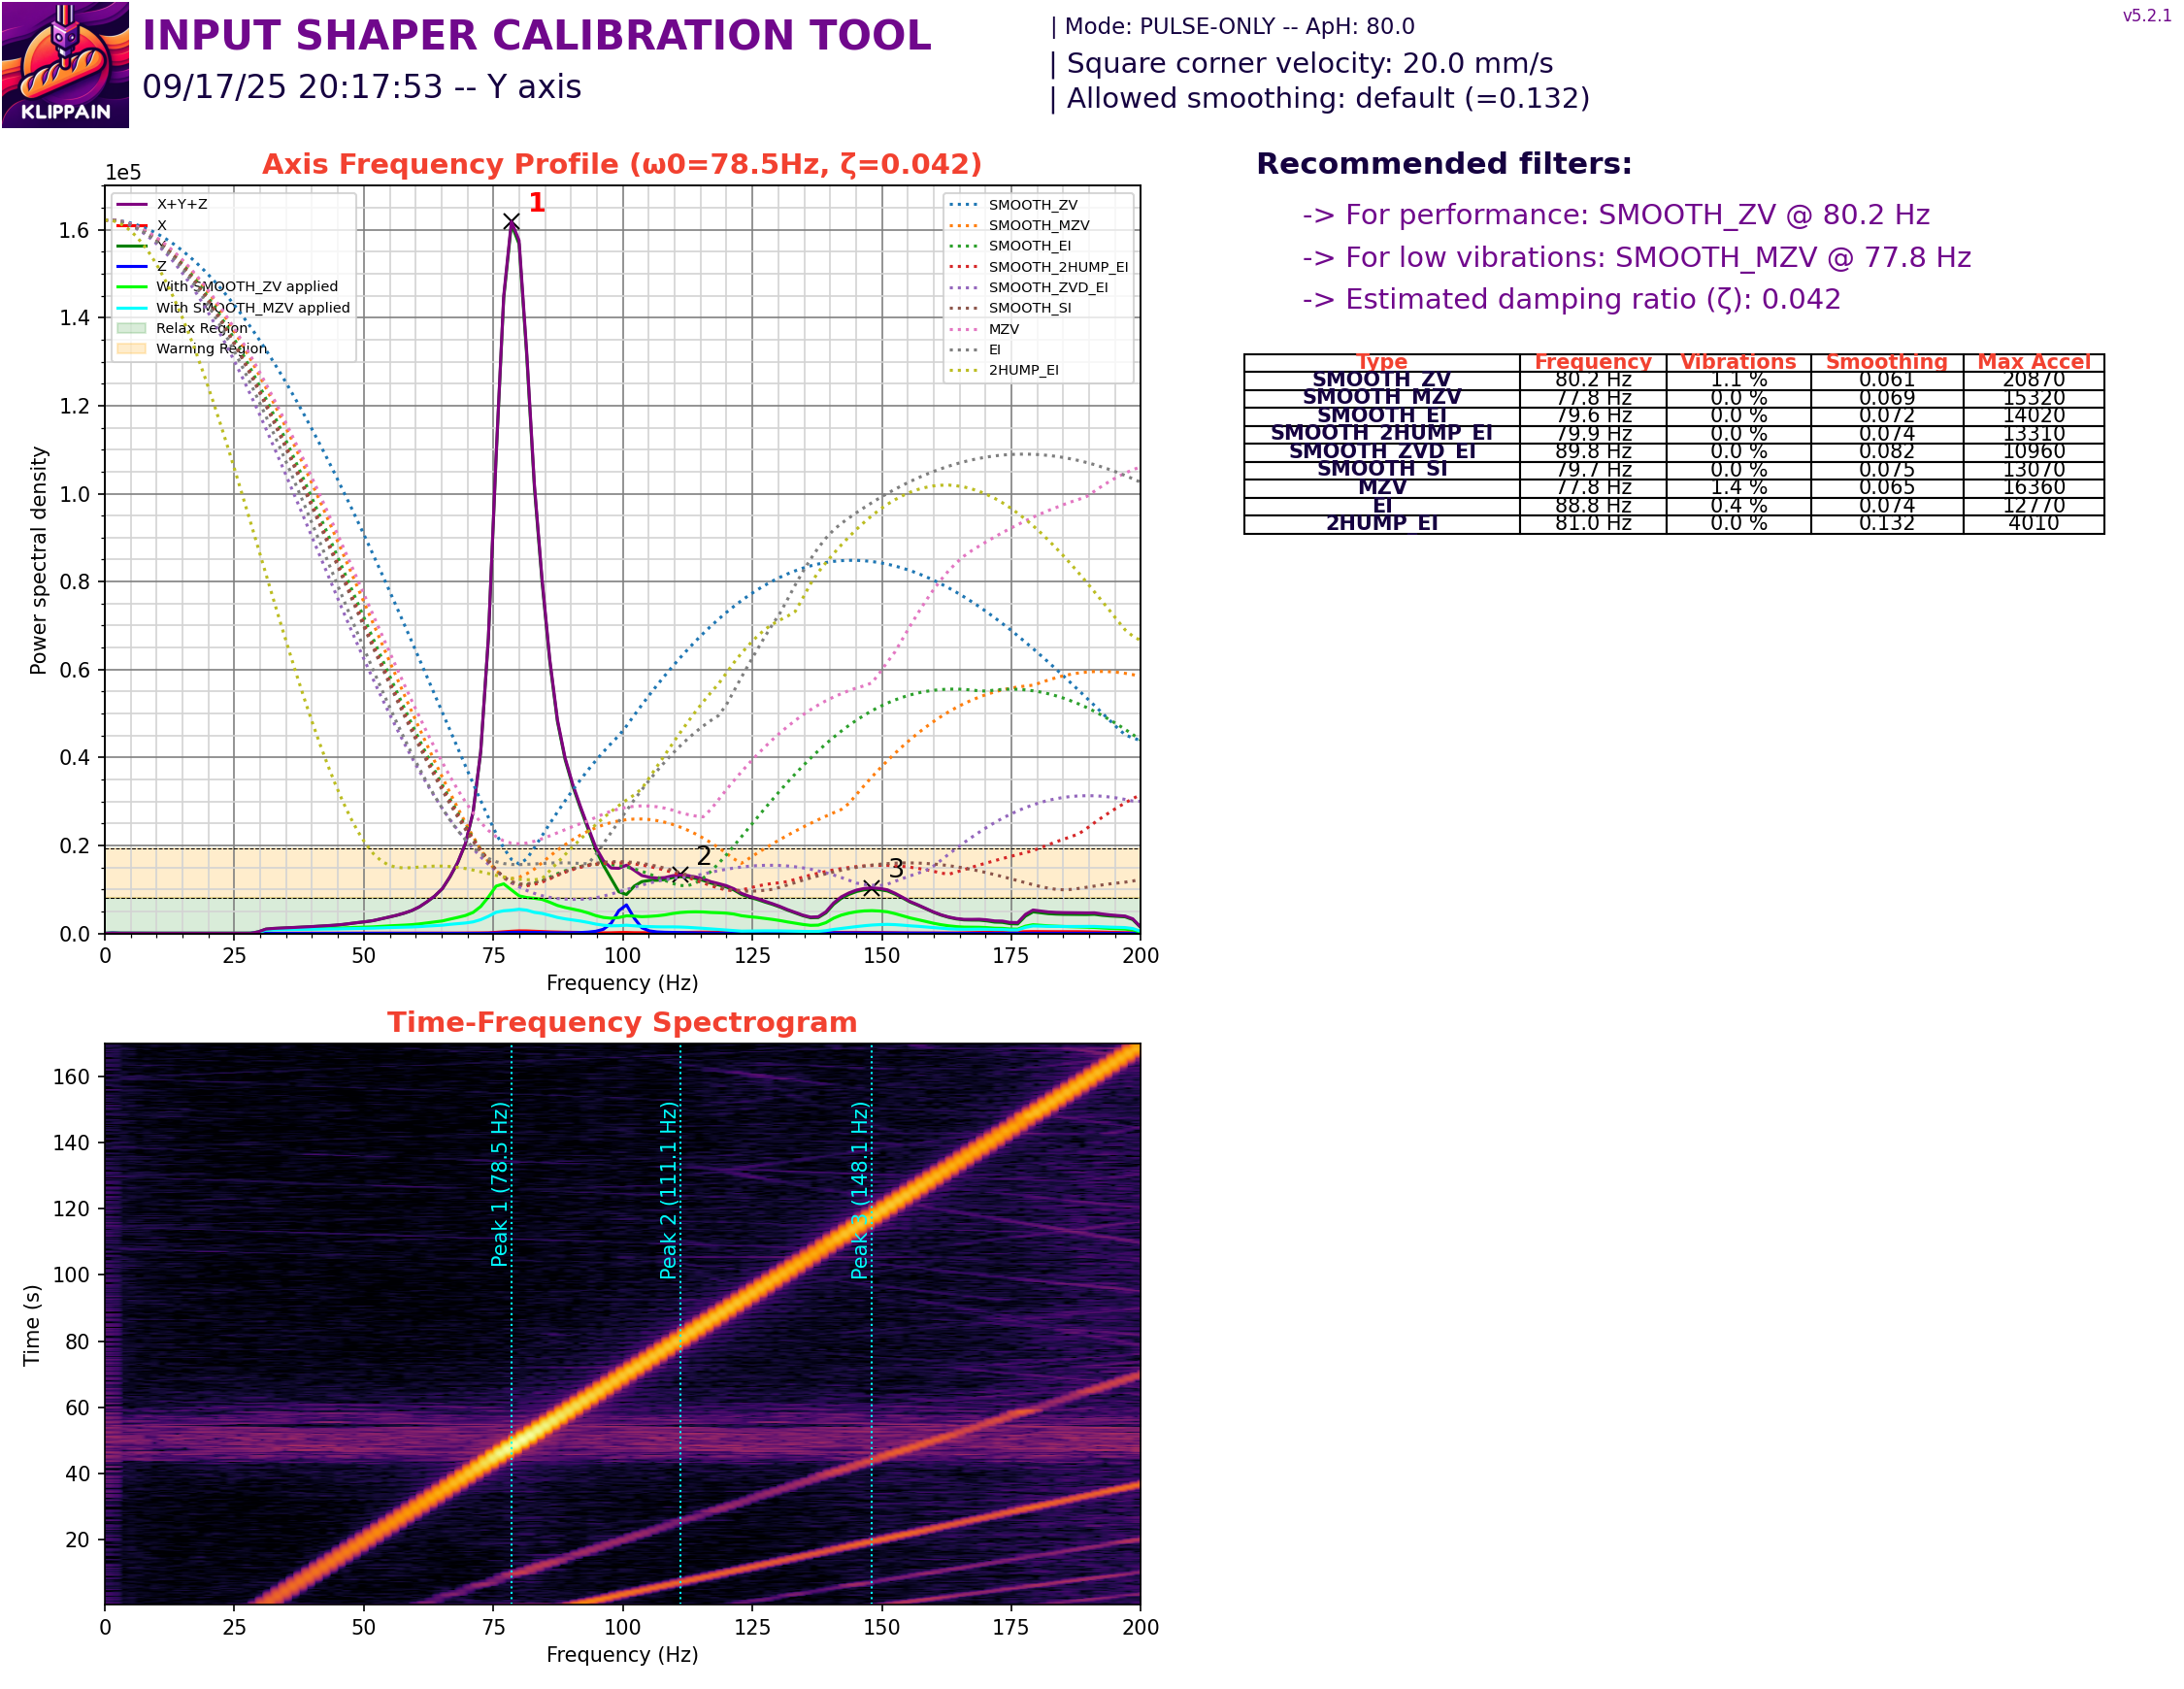 KLIPPAIN
INPUT SHAPER CALIBRATION TOOL
09/17/25 20:17:53 -- Y axis
| Mode: PULSE-ONLY -- ApH: 80.0
| Square corner velocity: 20.0 mm/s
| Allowed smoothing: default (=0.132)
v5.2.1
Axis Frequency Profile (ω0=78.5Hz, ζ=0.042)
1e5
X+Y+Z
X
Y
Z
With SMOOTH_ZV applied
With SMOOTH_MZV applied
Relax Region
Warning Region
SMOOTH_ZV
SMOOTH_MZV
SMOOTH_EI
SMOOTH_2HUMP_EI
SMOOTH_ZVD_EI
SMOOTH_SI
MZV
EI
2HUMP_EI
1
2
3
Power spectral density
1.6
1.4
1.2
1.0
0.8
0.6
0.4
0.2
0.0
0 25 50 75 100 125 150 175 200
Frequency (Hz)
Recommended filters:
-> For performance: SMOOTH_ZV @ 80.2 Hz
-> For low vibrations: SMOOTH_MZV @ 77.8 Hz
-> Estimated damping ratio (ζ): 0.042
Type Frequency Vibrations Smoothing Max Accel
SMOOTH_ZV 80.2 Hz 1.1 % 0.061 20870
SMOOTH_MZV 77.8 Hz 0.0 % 0.069 15320
SMOOTH_EI 79.6 Hz 0.0 % 0.072 14020
SMOOTH_2HUMP_EI 79.9 Hz 0.0 % 0.074 13310
SMOOTH_ZVD_EI 89.8 Hz 0.0 % 0.082 10960
SMOOTH_SI 79.7 Hz 0.0 % 0.075 13070
MZV 77.8 Hz 1.4 % 0.065 16360
EI 88.8 Hz 0.4 % 0.074 12770
2HUMP_EI 81.0 Hz 0.0 % 0.132 4010
Time-Frequency Spectrogram
Peak 1 (78.5 Hz)
Peak 2 (111.1 Hz)
Peak 3 (148.1 Hz)
Time (s)
160
140
120
100
80
60
40
20
0 25 50 75 100 125 150 175 200
Frequency (Hz)